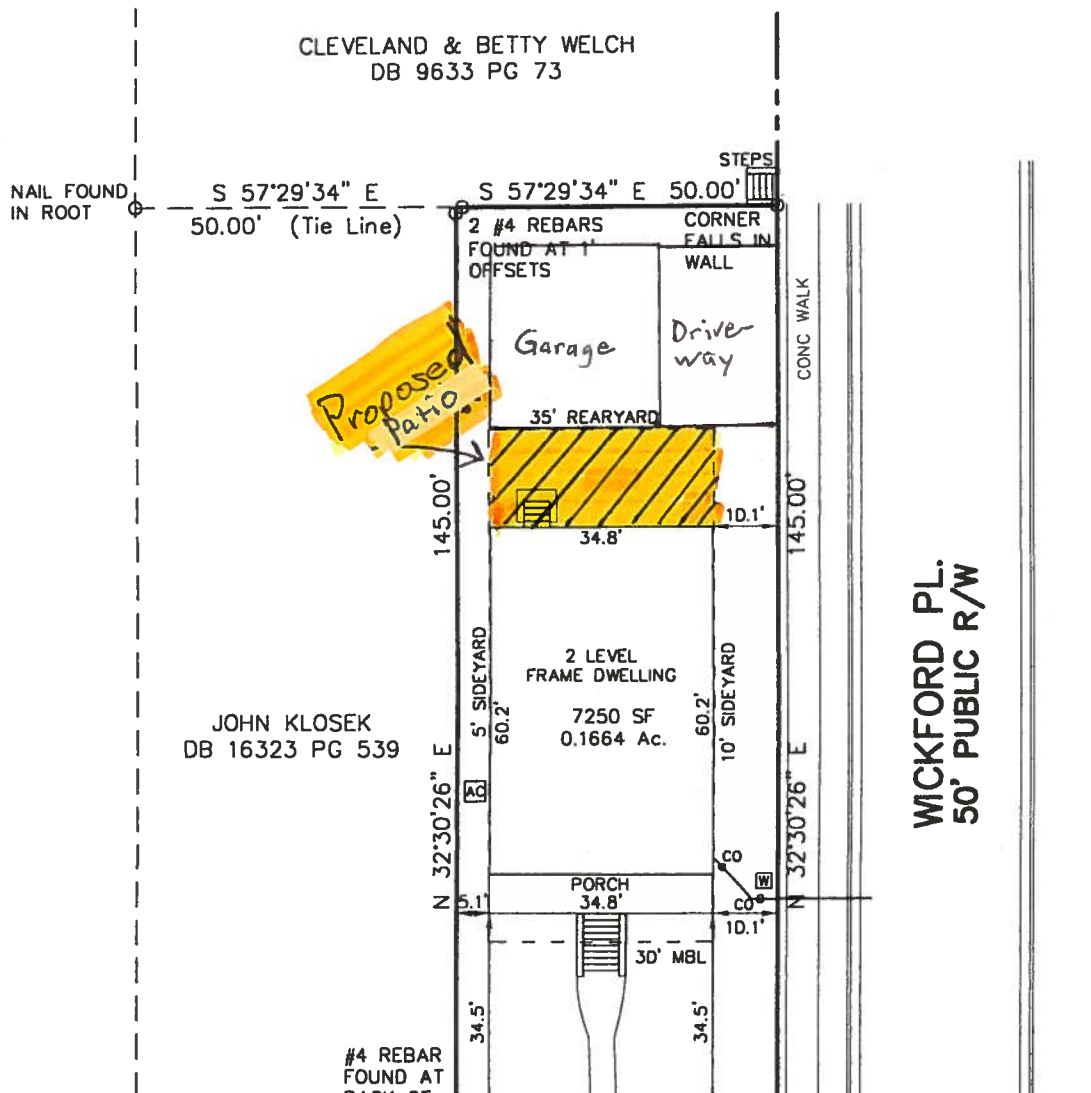 CLEVELAND & BETTY WELCH
DB 9633 PG 73
STEPS
NAIL FOUND
IN ROOT
S 57°29'34" E
50.00' (Tie Line)
S 57°29'34" E 50.00'
2 #4 REBARS
FOUND AT 1'
OFFSETS
CORNER
FALLS IN
WALL
CONC WALK
Garage
Drive-
way
Proposed
Patio
35' REARYARD
145.00'
10.1'
145.00'
34.8'
2 LEVEL
FRAME DWELLING
7250 SF
0.1664 Ac.
5' SIDEYARD
60.2'
60.2'
10' SIDEYARD
WICKFORD PL.
50' PUBLIC R/W
JOHN KLOSEK
DB 16323 PG 539
AC
N 32°30'26" E
N 32°30'26" E
CO
W
CO
PORCH
34.8'
5.1'
10.1'
30' MBL
34.5'
34.5'
#4 REBAR
FOUND AT